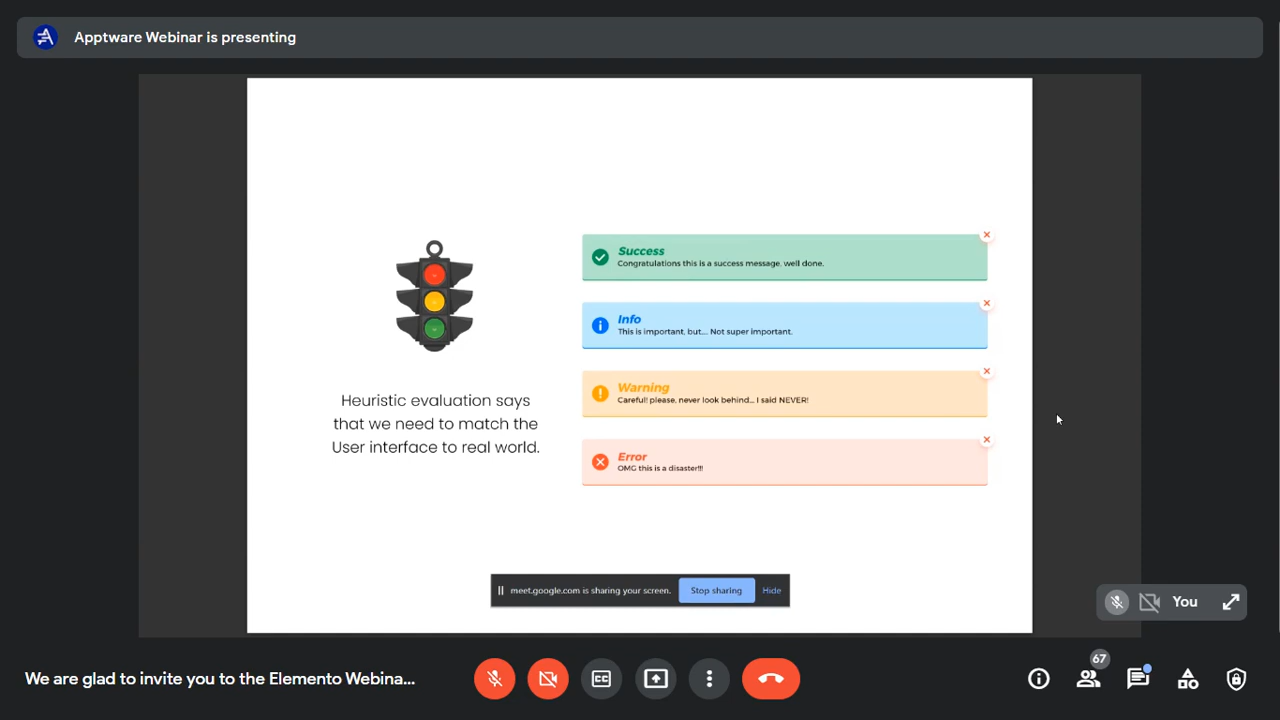 Apptware Webinar is presenting
Success
Congratulations this is a success message, well done.
Info
This is important, but... Not super important.
Warning
Careful! please, never look behind... I said NEVER!
Error
OMG this is a disaster!!!
Heuristic evaluation says
that we need to match the
User interface to real world.
meet.google.com is sharing your screen. Stop sharing Hide
You
67
We are glad to invite you to the Elemento Webina...
CC